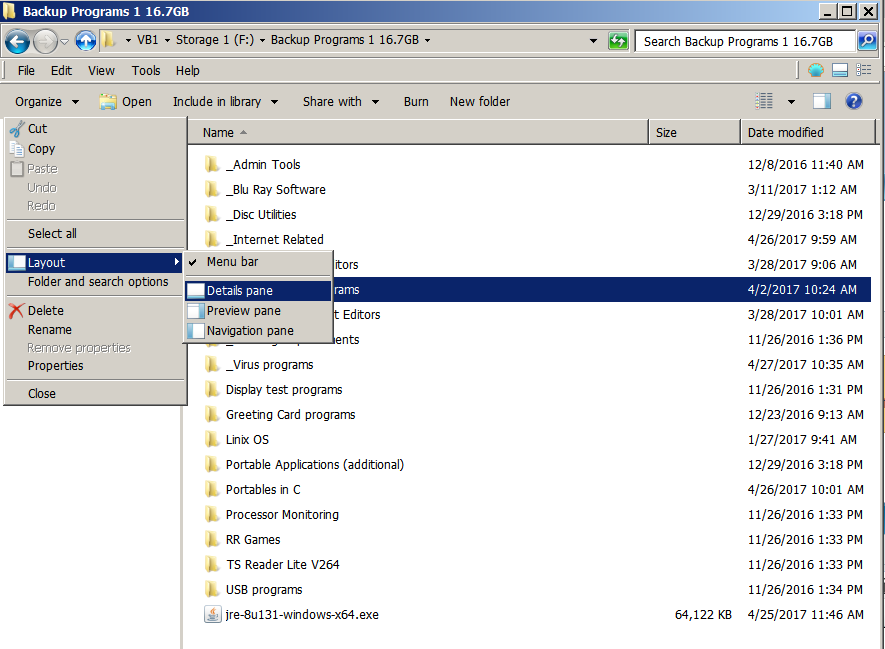 Backup Programs 1 16.7GB
VB1 Storage 1 (F:) Backup Programs 1 16.7GB Search Backup Programs 1 16.7GB
File Edit View Tools Help
Organize Open Include in library Share with Burn New folder
Cut
Copy
Paste
Undo
Redo
Select all
Layout
Folder and search options
Delete
Rename
Remove properties
Properties
Close
Menu bar
Details pane
Preview pane
Navigation pane
Name Size Date modified
_Admin Tools 12/8/2016 11:40 AM
_Blu Ray Software 3/11/2017 1:12 AM
_Disc Utilities 12/29/2016 3:18 PM
_Internet Related 4/26/2017 9:59 AM
itors 3/28/2017 9:06 AM
rams 4/2/2017 10:24 AM
t Editors 3/28/2017 10:01 AM
ments 11/26/2016 1:36 PM
_Virus programs 4/27/2017 10:35 AM
Display test programs 11/26/2016 1:31 PM
Greeting Card programs 12/23/2016 9:13 AM
Linix OS 1/27/2017 9:41 AM
Portable Applications (additional) 12/29/2016 3:18 PM
Portables in C 4/26/2017 10:01 AM
Processor Monitoring 11/26/2016 1:33 PM
RR Games 11/26/2016 1:33 PM
TS Reader Lite V264 11/26/2016 1:33 PM
USB programs 11/26/2016 1:34 PM
jre-8u131-windows-x64.exe 64,122 KB 4/25/2017 11:46 AM